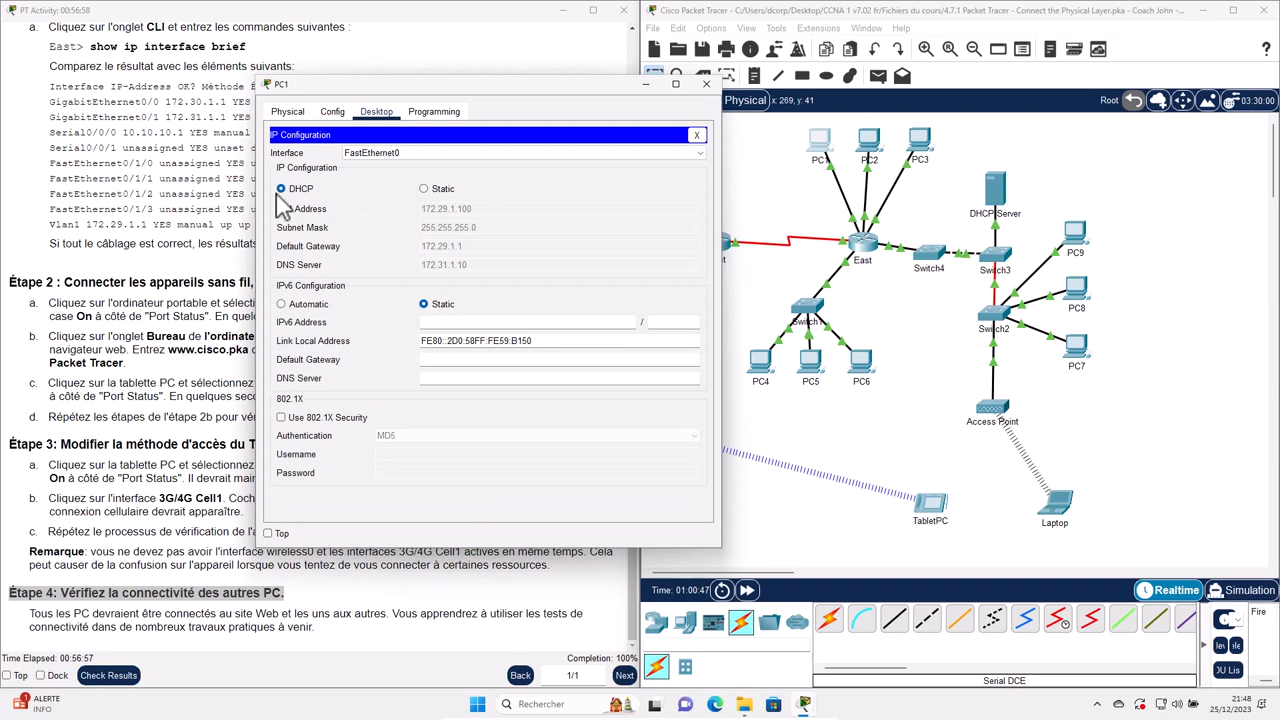 PT Activity: 00:56:58
a. Cliquez sur l'onglet CLI et entrez les commandes suivantes :
East> show ip interface brief
Comparez le résultat avec les éléments suivants:
Interface IP-Address OK? Méthode
GigabitEthernet0/0 172.30.1.1 YES
GigabitEthernet0/1 172.31.1.1 YES
Serial0/0/0 10.10.10.1 YES manual
Serial0/0/1 unassigned YES unset d
FastEthernet0/1/0 unassigned YES u
FastEthernet0/1/1 unassigned YES u
FastEthernet0/1/2 unassigned YES u
FastEthernet0/1/3 unassigned YES u
Vlan1 172.29.1.1 YES manual up up
Si tout le câblage est correct, les résultats
Étape 2 : Connecter les appareils sans fil,
a. Cliquez sur l'ordinateur portable et sélecti
case On à côté de "Port Status". En quelq
b. Cliquez sur l'onglet Bureau de l'ordinate
navigateur web. Entrez www.cisco.pka
Packet Tracer.
c. Cliquez sur la tablette PC et sélectionnez
à côté de "Port Status". En quelques seco
d. Répétez les étapes de l'étape 2b pour vér
Étape 3: Modifier la méthode d'accès du T
a. Cliquez sur la tablette PC et sélectionnez
On à côté de "Port Status". Il devrait main
b. Cliquez sur l'interface 3G/4G Cell1. Coch
connexion cellulaire devrait apparaître.
c. Répétez le processus de vérification de l'a
Remarque: vous ne devez pas avoir l'interface wireless0 et les interfaces 3G/4G Cell1 actives en même temps. Cela
peut causer de la confusion sur l'appareil lorsque vous tentez de vous connecter à certaines ressources.
Étape 4: Vérifiez la connectivité des autres PC.
Tous les PC devraient être connectés au site Web et les uns aux autres. Vous apprendrez à utiliser les tests de
connectivité dans de nombreux travaux pratiques à venir.
Time Elapsed: 00:56:57
Completion: 100%
Top
Dock
Check Results
Back
1/1
Next
PC1
Physical
Config
Desktop
Programming
IP Configuration
X
Interface
FastEthernet0
IP Configuration
DHCP
Static
Address
172.29.1.100
Subnet Mask
255.255.255.0
Default Gateway
172.29.1.1
DNS Server
172.31.1.10
IPv6 Configuration
Automatic
Static
IPv6 Address
/
Link Local Address
FE80::2D0:58FF:FE59:B150
Default Gateway
DNS Server
802.1X
Use 802.1X Security
Authentication
MD5
Username
Password
Top
Cisco Packet Tracer - C:/Users/dcorp/Desktop/CCNA 1 v7.02 fr/Fichiers du cours/4.7.1 Packet Tracer - Connect the Physical Layer.pka - Coach John -...
File
Edit
Options
View
Tools
Extensions
Window
Help
?
Physical
x: 269, y: 41
Root
03:30:00
PC1
PC2
PC3
DHCP Server
PC9
East
Switch4
Switch3
PC8
Switch1
Switch2
PC7
PC4
PC5
PC6
Access Point
TabletPC
Laptop
Time: 01:00:47
Realtime
Simulation
Fire
Serial DCE
ALERTE
INFO
Rechercher
21:48
25/12/2023